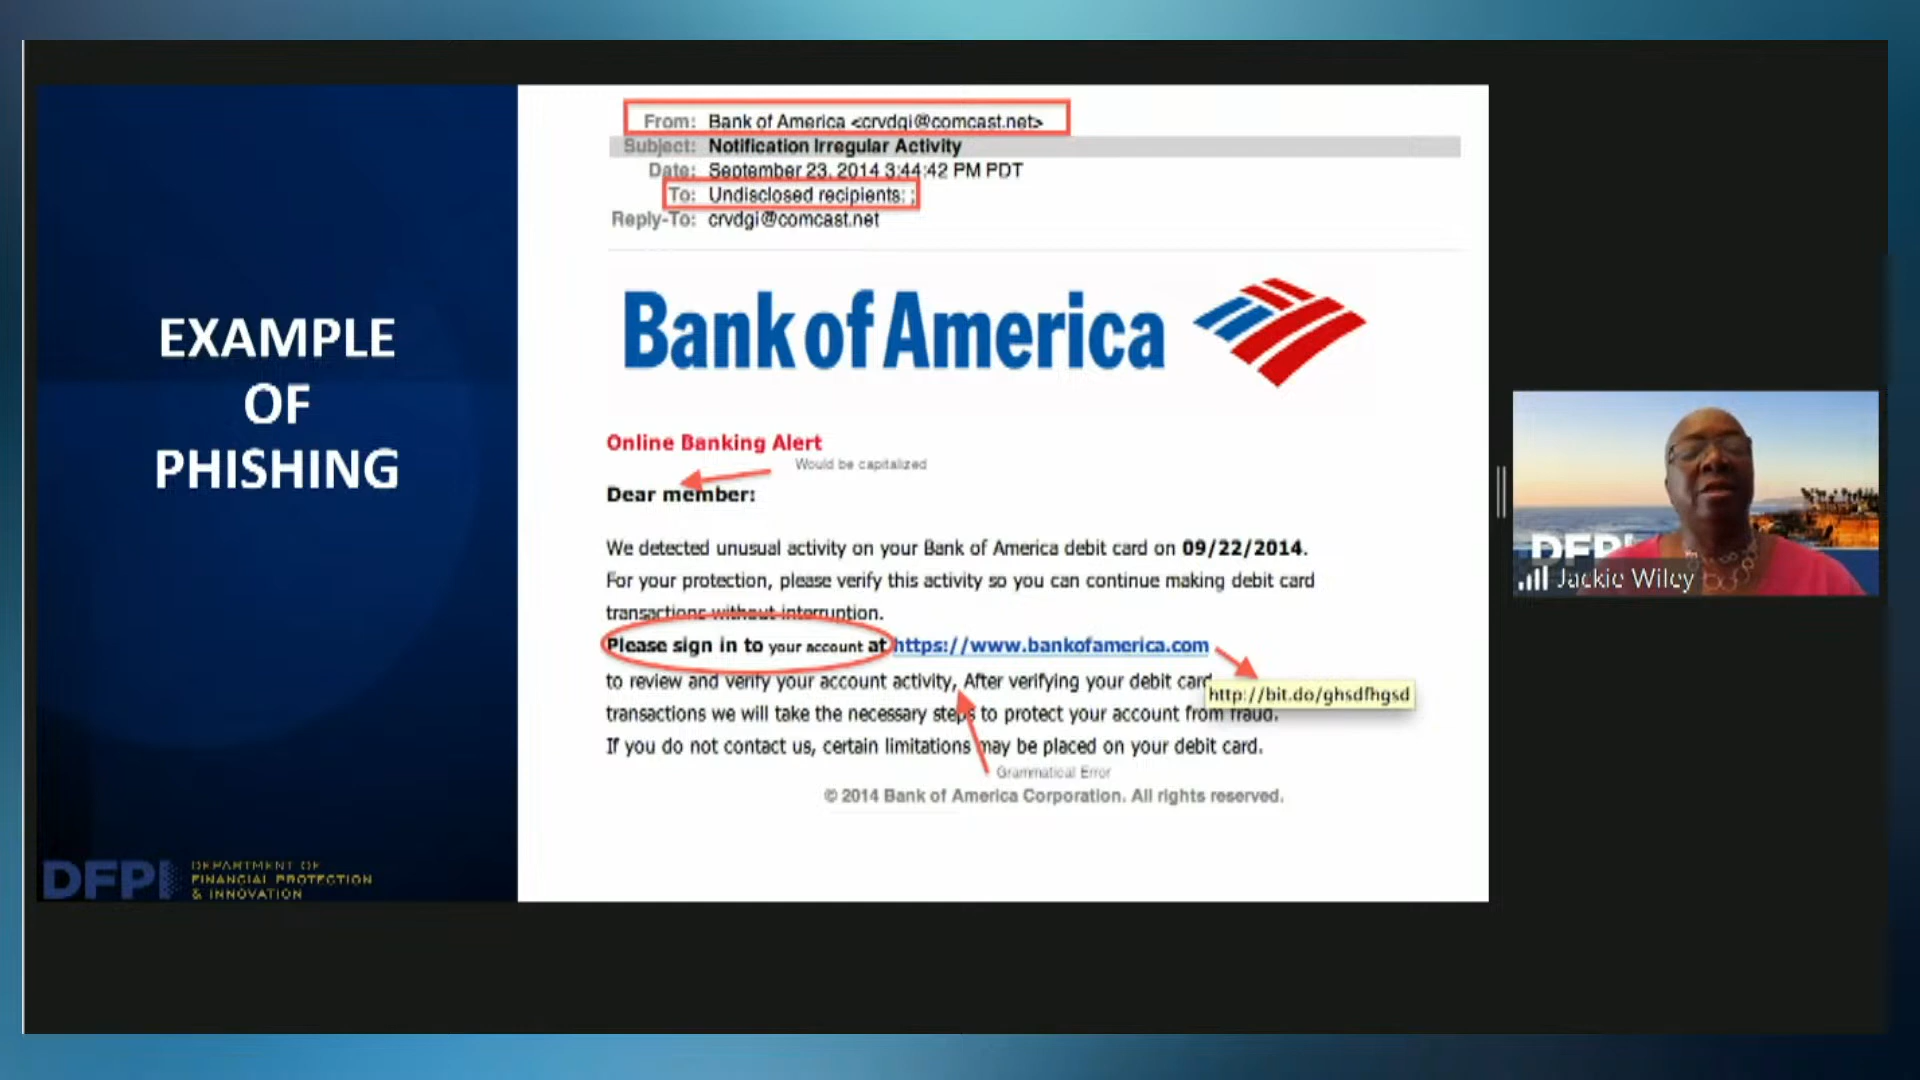 EXAMPLE
OF
PHISHING
DFPI
DEPARTMENT OF
FINANCIAL PROTECTION
& INNOVATION
From: Bank of America <crvdgi@comcast.net>
Subject: Notification Irregular Activity
Date: September 23, 2014 3:44:42 PM PDT
To: Undisclosed recipients: ;
Reply-To: crvdgi@comcast.net
Bank of America
Online Banking Alert
Would be capitalized
Dear member:
We detected unusual activity on your Bank of America debit card on 09/22/2014.
For your protection, please verify this activity so you can continue making debit card
transactions without interruption.
Please sign in to your account at https://www.bankofamerica.com
to review and verify your account activity, After verifying your debit card
http://bit.do/ghsdfhgsd
transactions we will take the necessary steps to protect your account from fraud.
If you do not contact us, certain limitations may be placed on your debit card.
Grammatical Error
© 2014 Bank of America Corporation. All rights reserved.
DFPI
Jackie Wiley